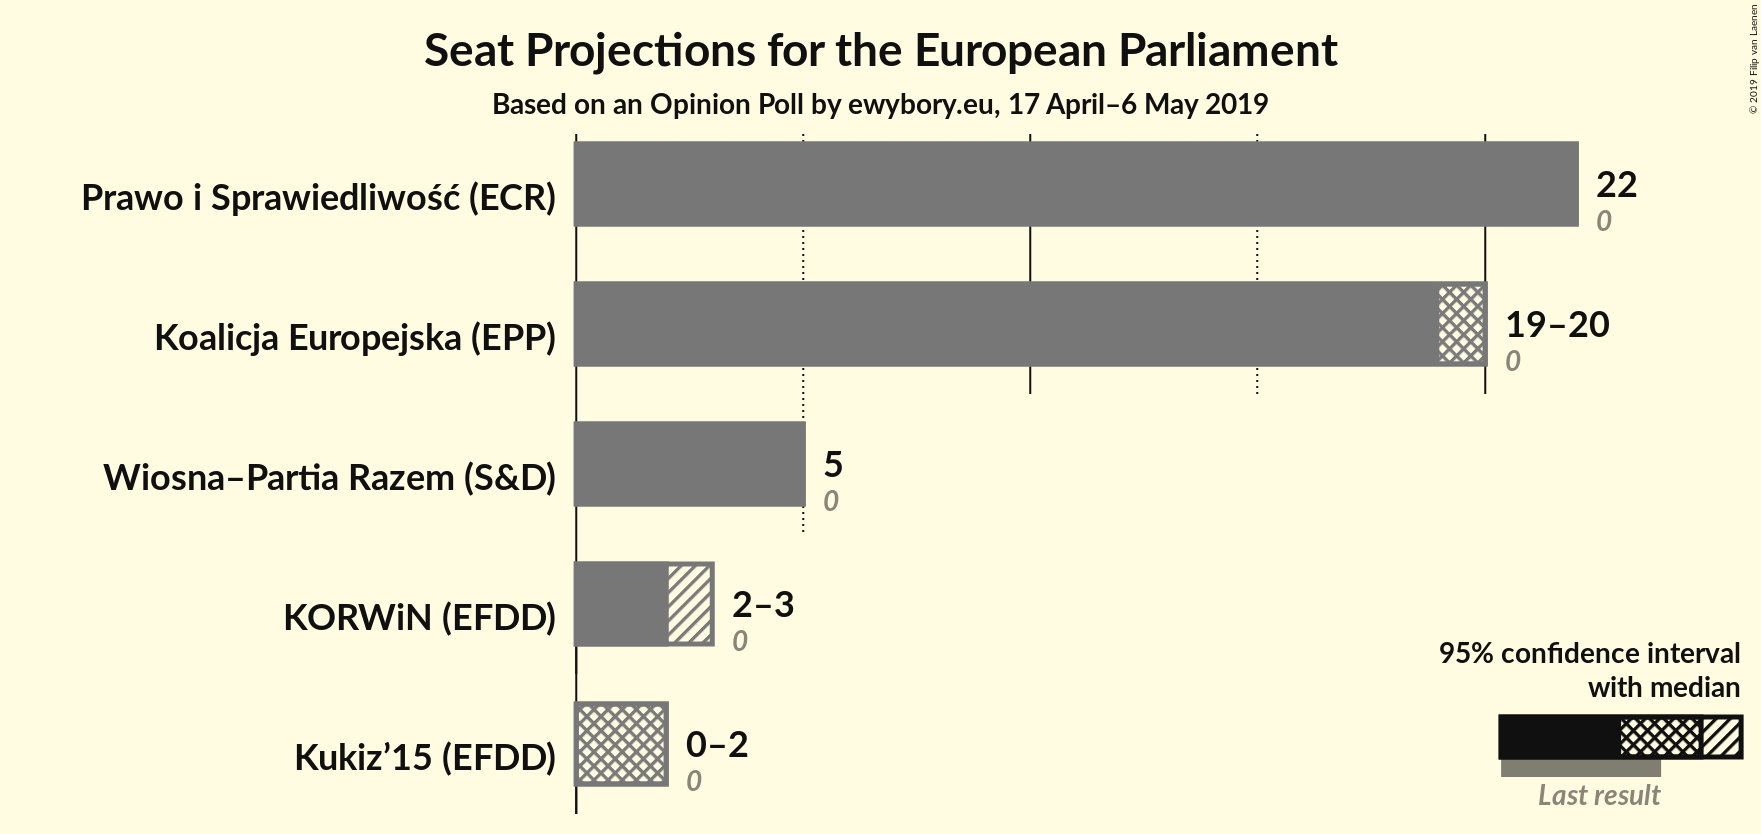 Seat Projections for the European Parliament
Based on an Opinion Poll by ewybory.eu, 17 April–6 May 2019
© 2019 Filip van Laenen
Prawo i Sprawiedliwość (ECR)
22
0
Koalicja Europejska (EPP)
19–20
0
Wiosna–Partia Razem (S&D)
5
0
KORWiN (EFDD)
2–3
0
Kukiz’15 (EFDD)
0–2
0
95% confidence interval
with median
Last result